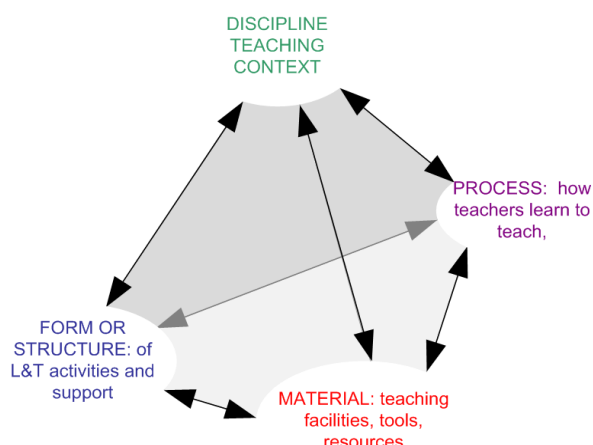 DISCIPLINE
TEACHING
CONTEXT
PROCESS: how
teachers learn to
teach,
FORM OR
STRUCTURE: of
L&T activities and
support
MATERIAL: teaching
facilities, tools,
resources